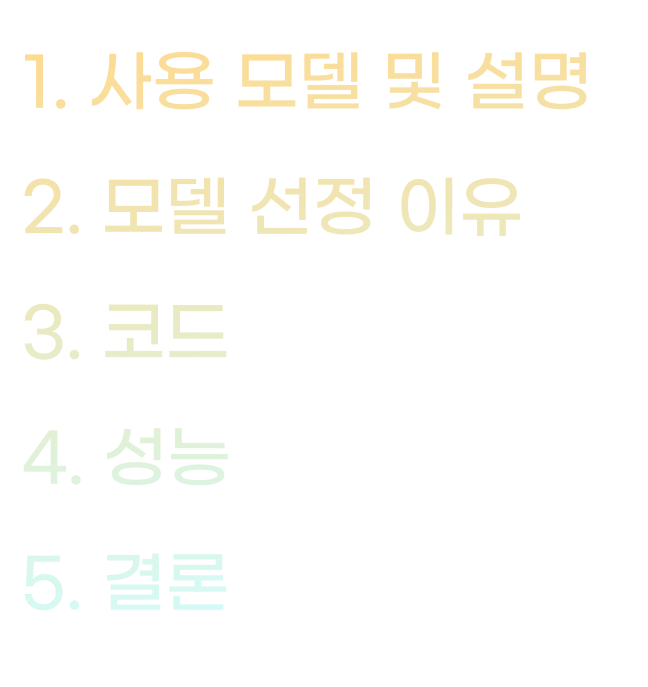 1. 사용 모델 및 설명
2. 모델 선정 이유
3. 코드
4. 성능
5. 결론